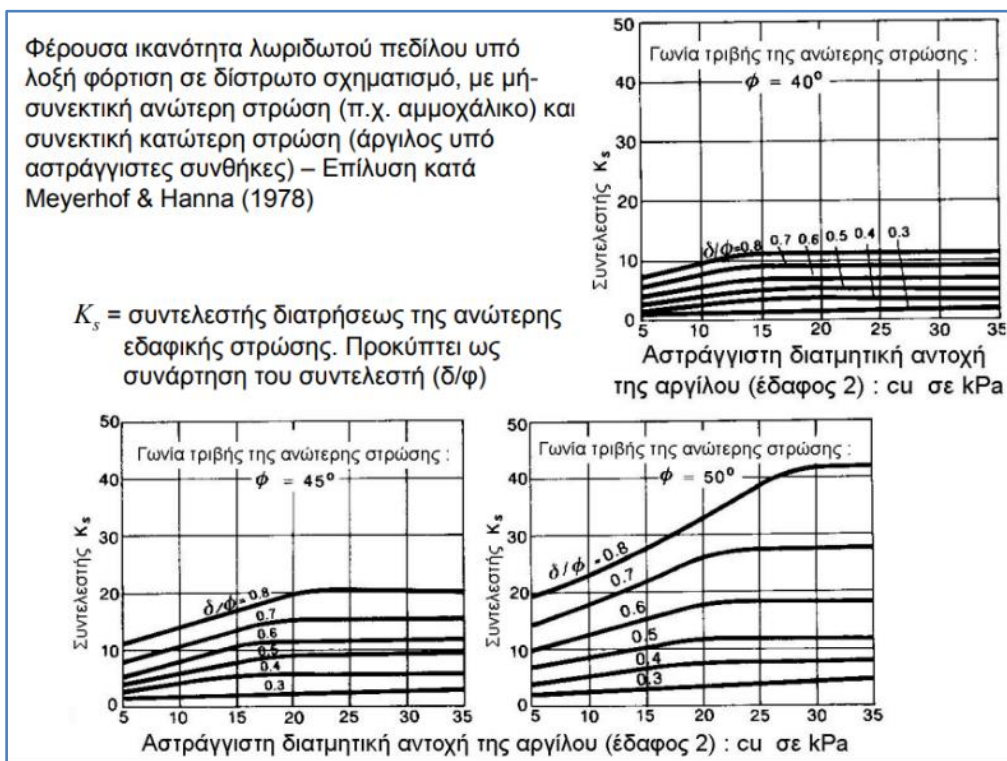 Φέρουσα ικανότητα λωριδωτού πεδίλου υπό
λοξή φόρτιση σε δίστρωτο σχηματισμό, με μή-
συνεκτική ανώτερη στρώση (π.χ. αμμοχάλικο) και
συνεκτική κατώτερη στρώση (άργιλος υπό
αστράγγιστες συνθήκες) – Επίλυση κατά
Meyerhof & Hanna (1978)
K_s = συντελεστής διατρήσεως της ανώτερης
εδαφικής στρώσης. Προκύπτει ως
συνάρτηση του συντελεστή (δ/φ)
Γωνία τριβής της ανώτερης στρώσης :
ϕ = 40°
Συντελεστής K_s
50
40
30
20
10
0
δ/ϕ=0.8 0.7 0.6 0.5 0.4 0.3
5 10 15 20 25 30 35
Αστράγγιστη διατμητική αντοχή
της αργίλου (έδαφος 2) : cu σε kPa
Γωνία τριβής της ανώτερης στρώσης :
ϕ = 45°
Συντελεστής K_s
50
40
30
20
10
0
δ/ϕ=0.8
0.7
0.6
0.5
0.4
0.3
5 10 15 20 25 30 35
Γωνία τριβής της ανώτερης στρώσης :
ϕ = 50°
Συντελεστής K_s
50
40
30
20
10
0
δ/ϕ=0.8
0.7
0.6
0.5
0.4
0.3
5 10 15 20 25 30 35
Αστράγγιστη διατμητική αντοχή της αργίλου (έδαφος 2) : cu σε kPa